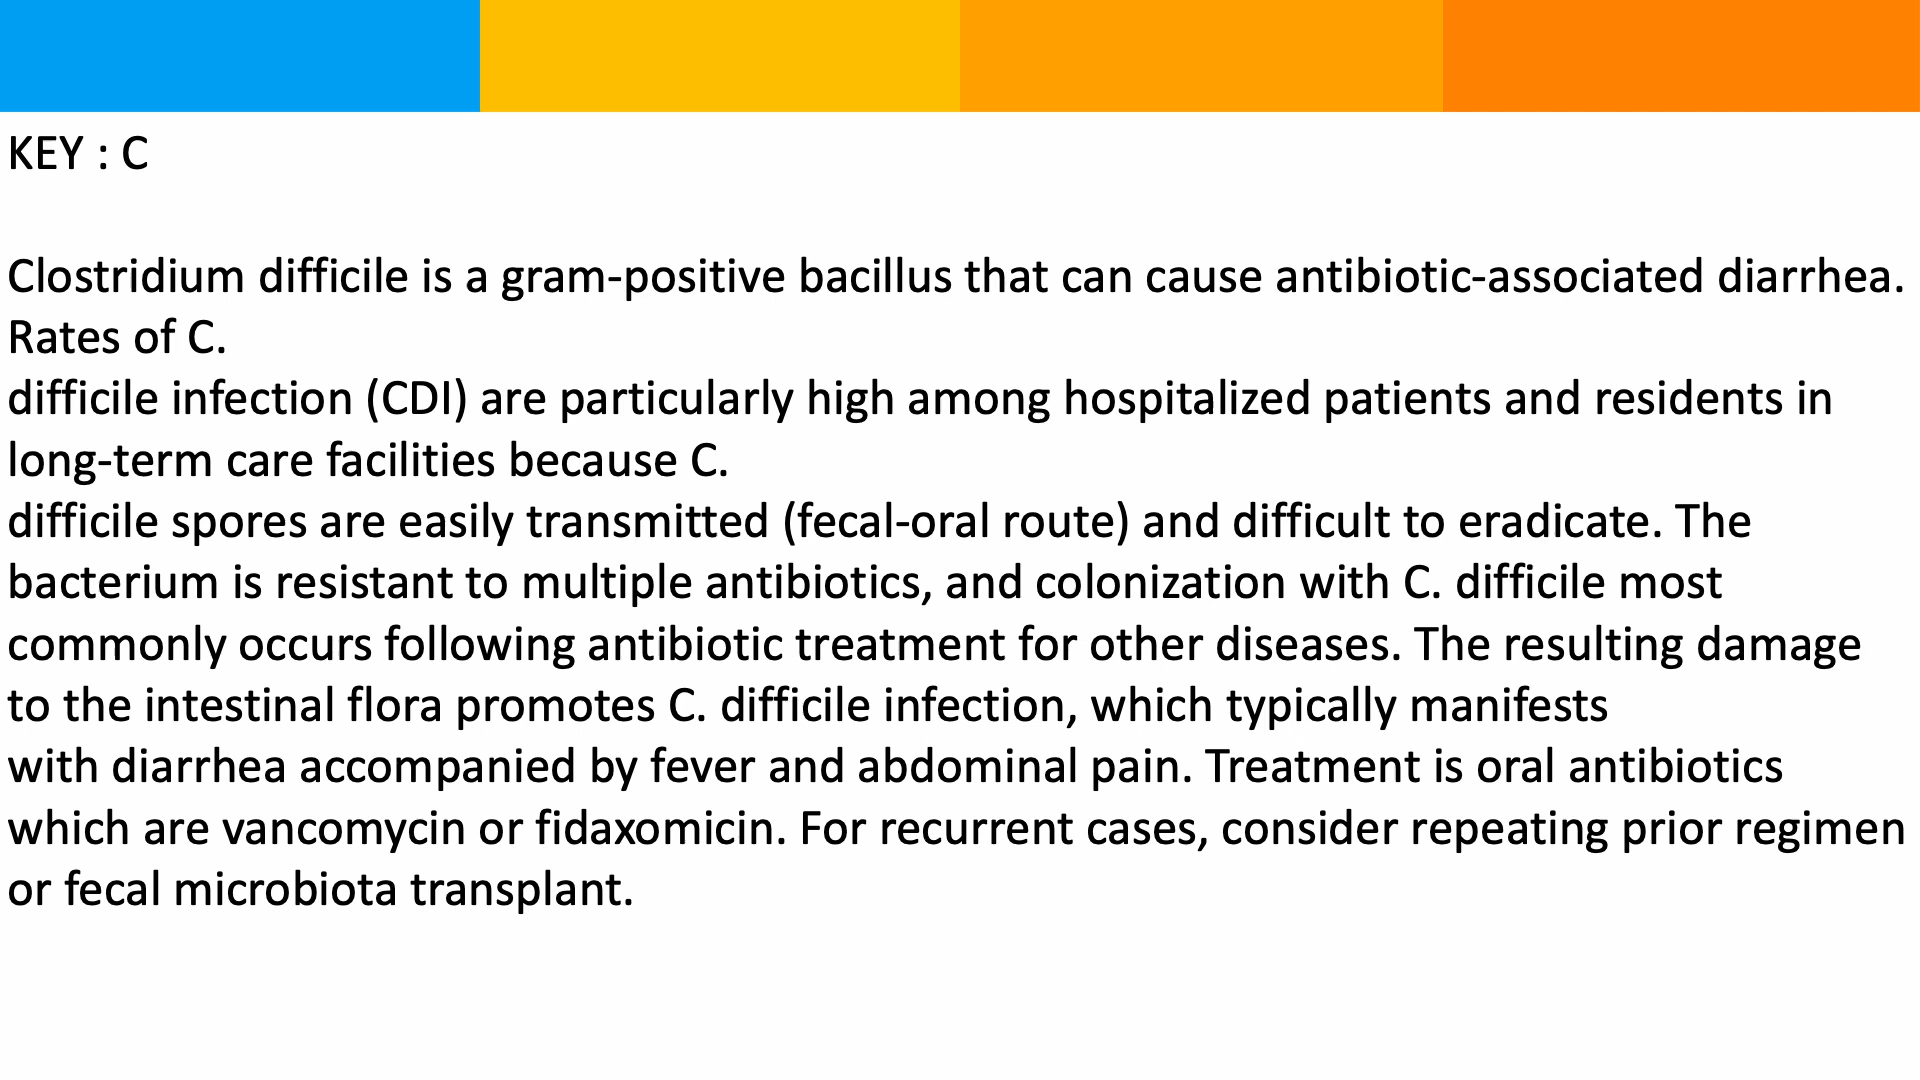 KEY : C
Clostridium difficile is a gram-positive bacillus that can cause antibiotic-associated diarrhea.
Rates of C.
difficile infection (CDI) are particularly high among hospitalized patients and residents in
long-term care facilities because C.
difficile spores are easily transmitted (fecal-oral route) and difficult to eradicate. The
bacterium is resistant to multiple antibiotics, and colonization with C. difficile most
commonly occurs following antibiotic treatment for other diseases. The resulting damage
to the intestinal flora promotes C. difficile infection, which typically manifests
with diarrhea accompanied by fever and abdominal pain. Treatment is oral antibiotics
which are vancomycin or fidaxomicin. For recurrent cases, consider repeating prior regimen
or fecal microbiota transplant.